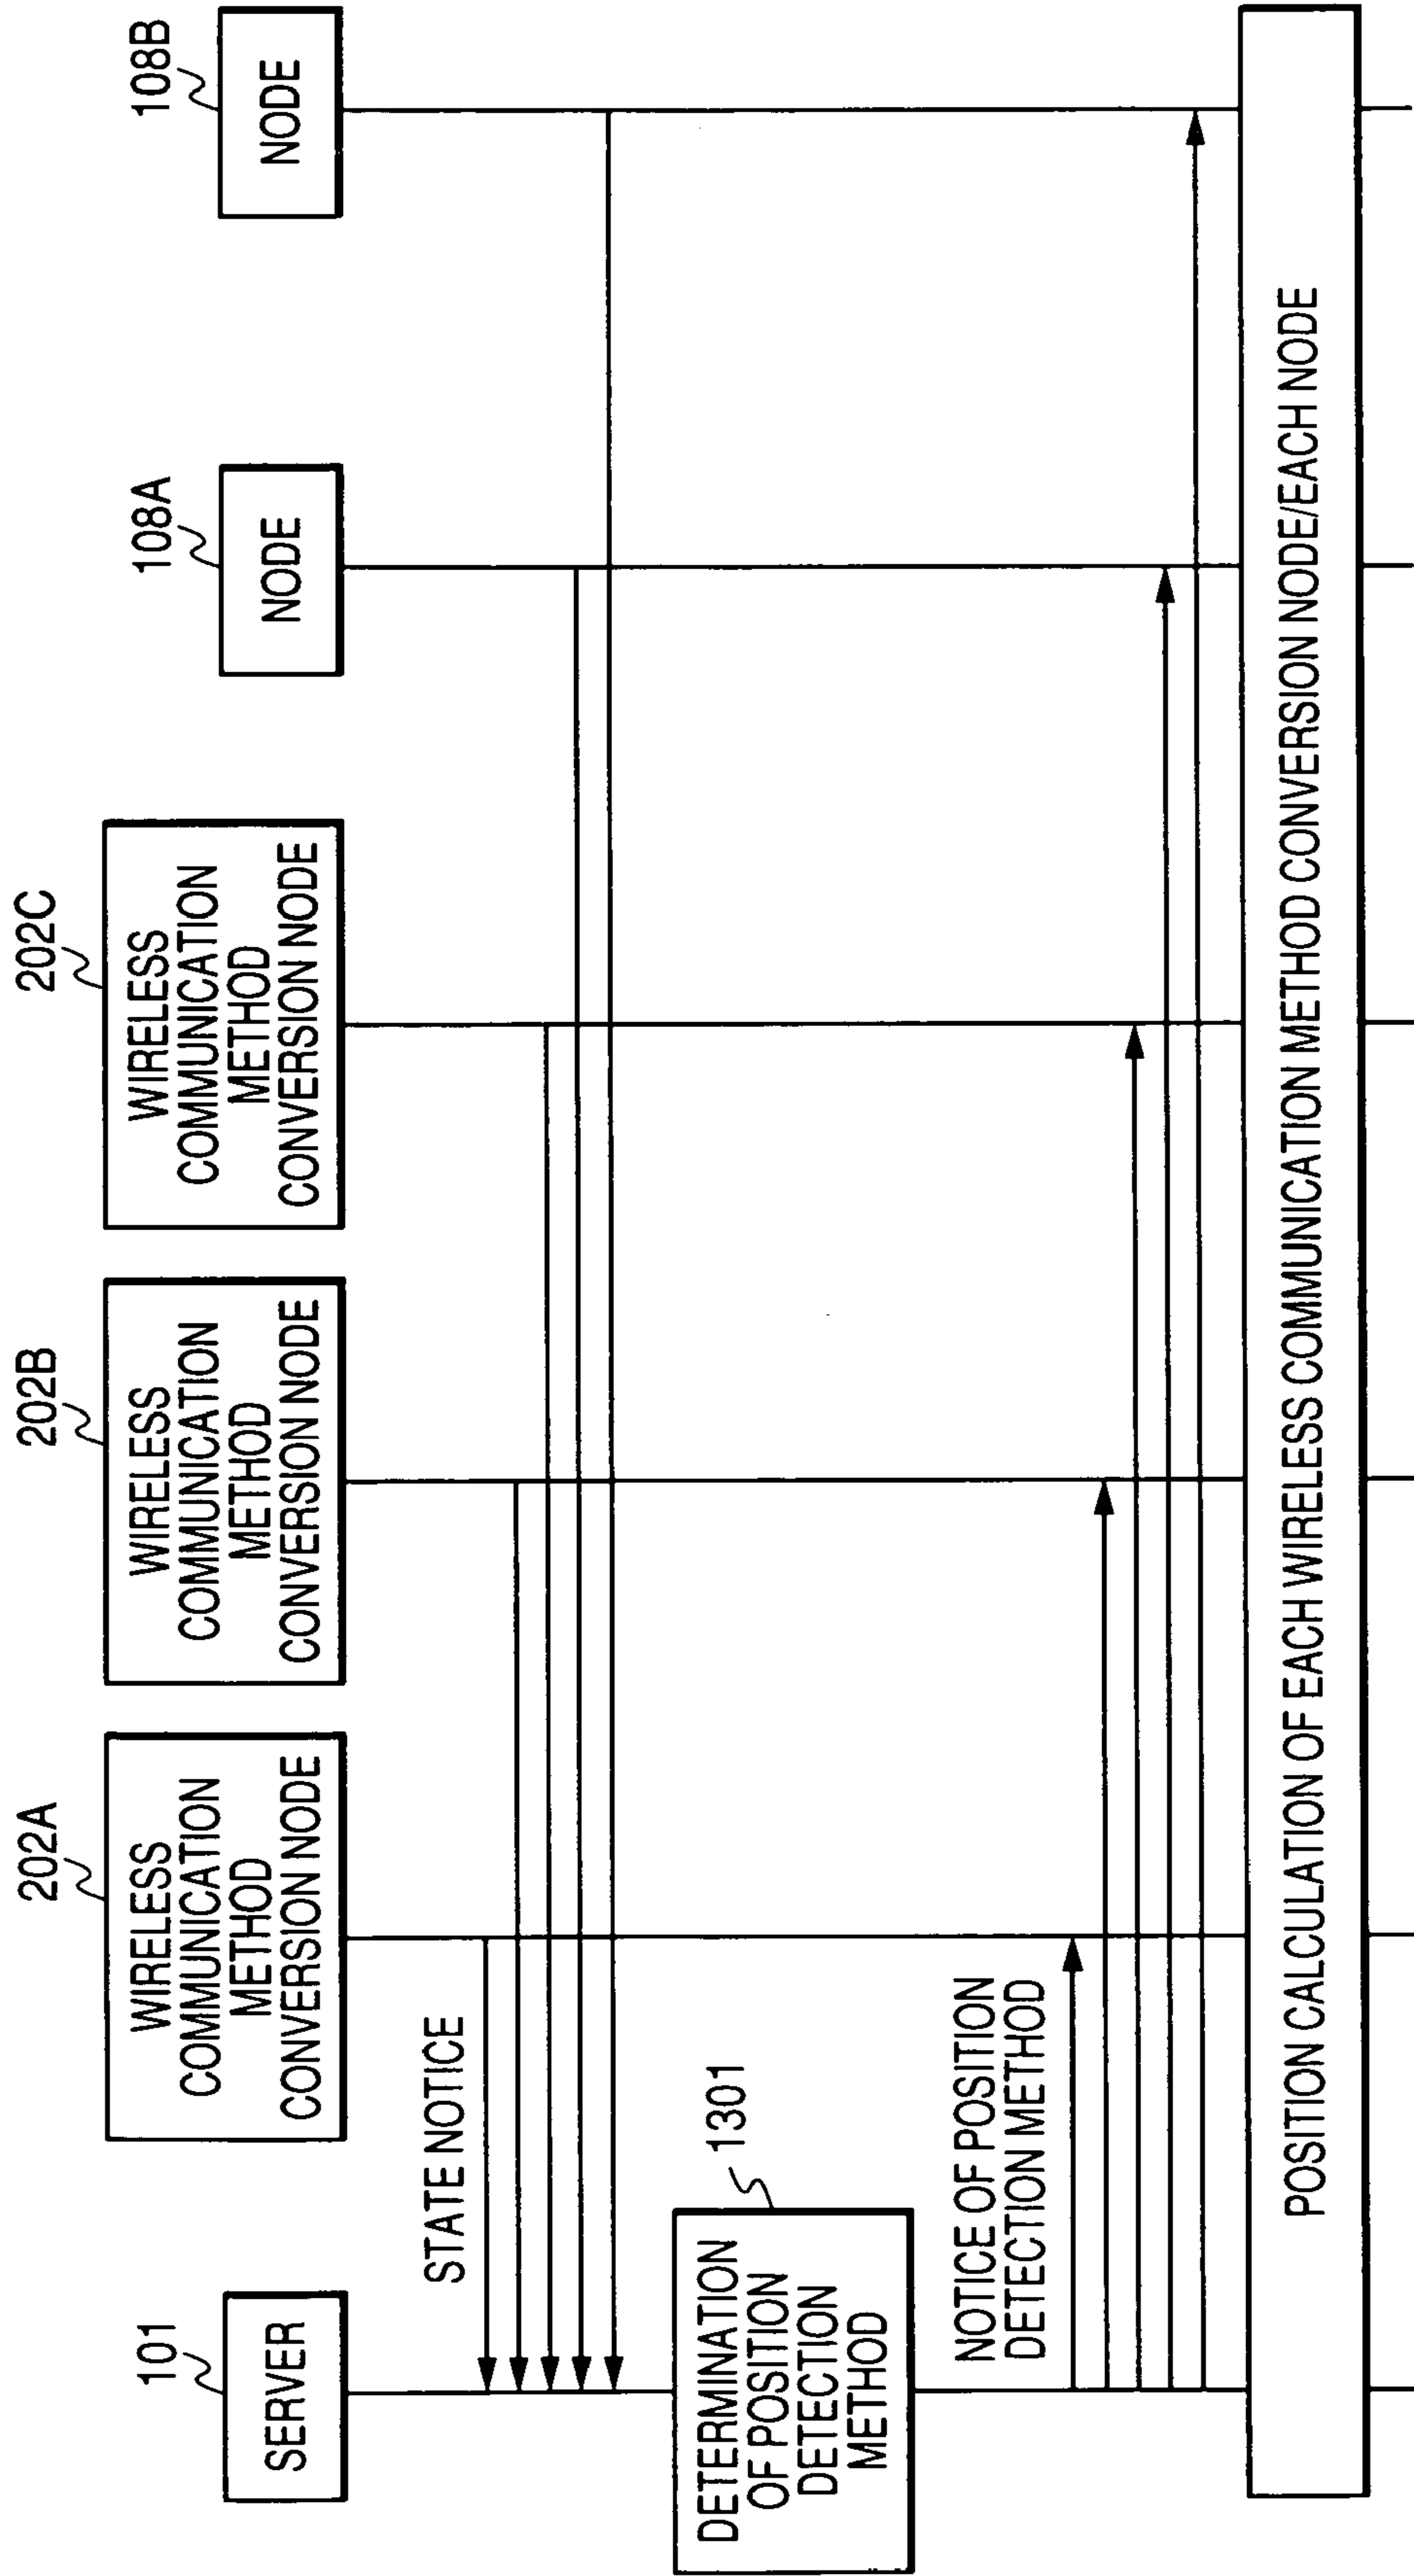 101
SERVER
202A
WIRELESS
COMMUNICATION
METHOD
CONVERSION NODE
202B
WIRELESS
COMMUNICATION
METHOD
CONVERSION NODE
202C
WIRELESS
COMMUNICATION
METHOD
CONVERSION NODE
108A
NODE
108B
NODE
STATE NOTICE
DETERMINATION
OF POSITION
DETECTION
METHOD
1301
NOTICE OF POSITION
DETECTION METHOD
POSITION CALCULATION OF EACH WIRELESS COMMUNICATION METHOD CONVERSION NODE/EACH NODE